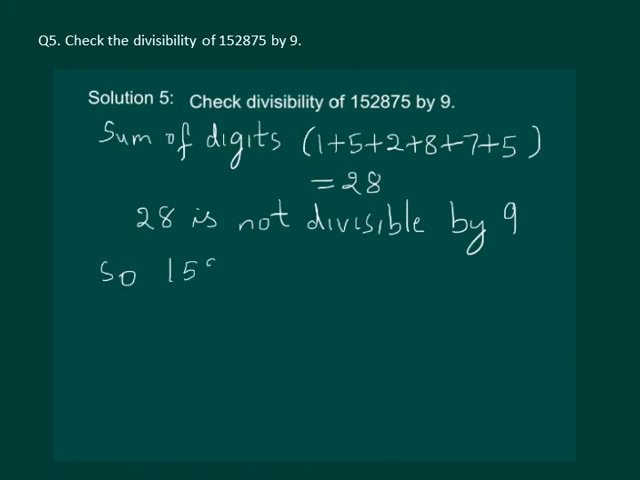 Q5. Check the divisibility of 152875 by 9.
Solution 5: Check divisibility of 152875 by 9.
Sum of digits (1+5+2+8+7+5)
=28
28 is not divisible by 9
So 15